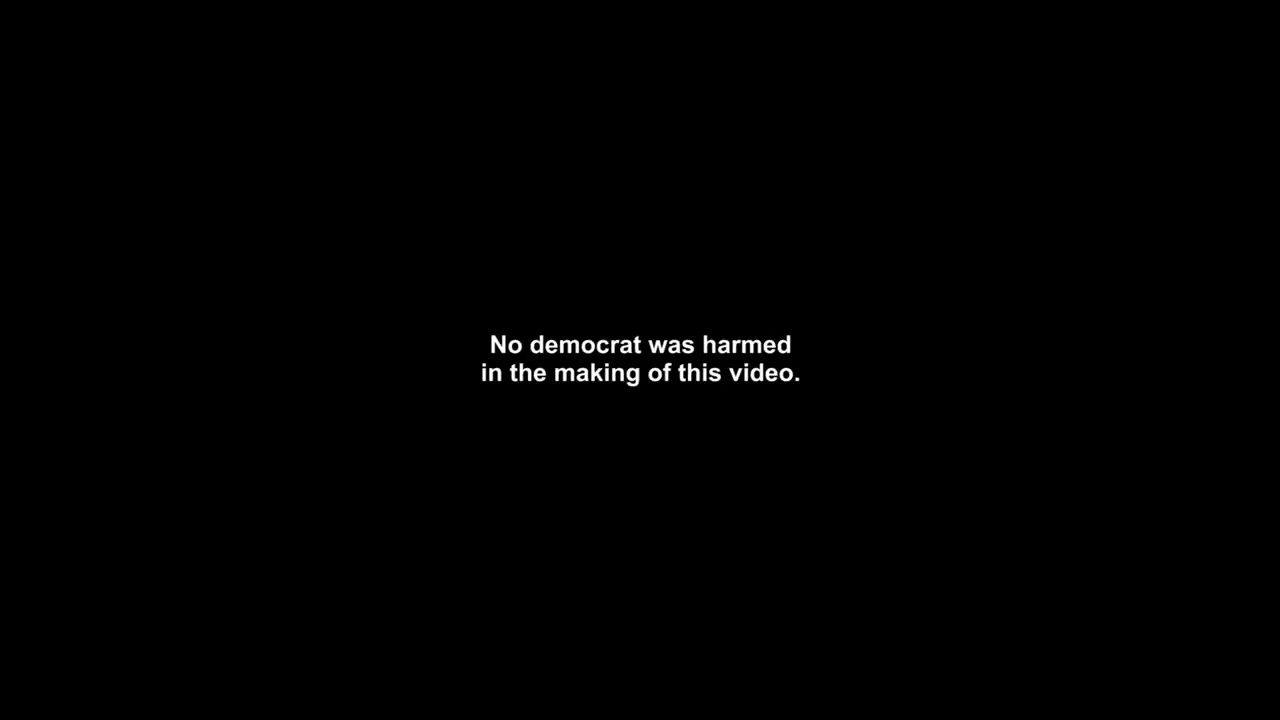 No democrat was harmed
in the making of this video.